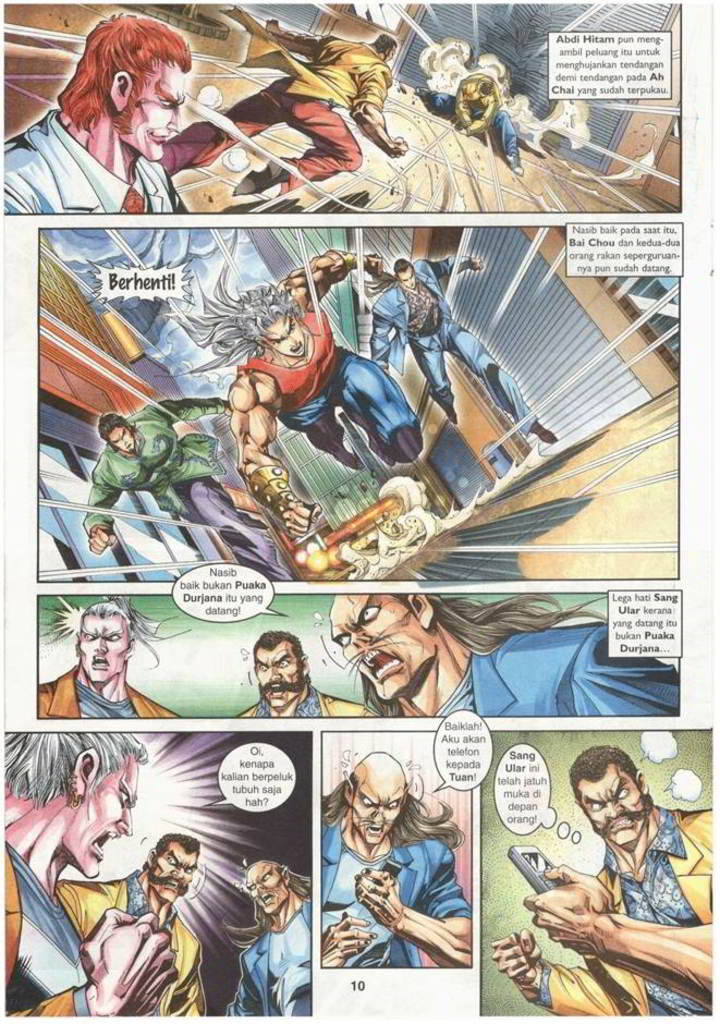 Abdi Hitam pun meng-
ambil peluang itu untuk
menghujankan tendangan
demi tendangan pada Ah
Chai yang sudah terpukau.
Nasib baik pada saat itu,
Bai Chou dan kedua-dua
orang rakan seperguruan-
nya pun sudah datang.
Berhenti!
Nasib
baik bukan Puaka
Durjana itu yang
datang!
Lega hati Sang
Ular kerana
yang datang itu
bukan Puaka
Durjana...
Oi,
kenapa
kalian berpeluk
tubuh saja
hah?
Baiklah!
Aku akan
telefon
kepada
Tuan!
Sang
Ular ini
telah jatuh
muka di
depan
orang!
10